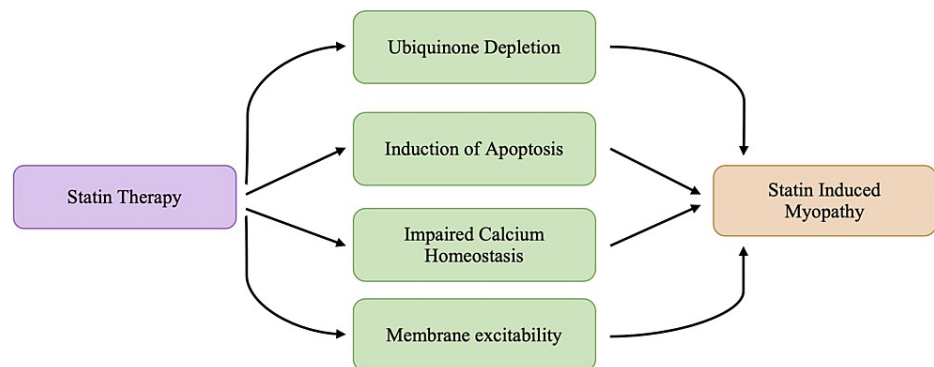 Ubiquinone Depletion
Induction of Apoptosis
Statin Therapy
Statin Induced
Myopathy
Impaired Calcium
Homeostasis
Membrane excitability